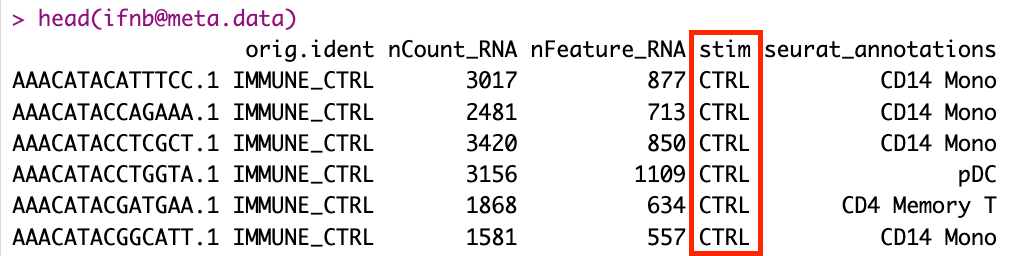 > head(ifnb@meta.data)
orig.ident nCount_RNA nFeature_RNA stim seurat_annotations
AAACATACATTTCC.1 IMMUNE_CTRL 3017 877 CTRL CD14 Mono
AAACATACCAGAAA.1 IMMUNE_CTRL 2481 713 CTRL CD14 Mono
AAACATACCTCGCT.1 IMMUNE_CTRL 3420 850 CTRL CD14 Mono
AAACATACCTGGTA.1 IMMUNE_CTRL 3156 1109 CTRL pDC
AAACATACGATGAA.1 IMMUNE_CTRL 1868 634 CTRL CD4 Memory T
AAACATACGGCATT.1 IMMUNE_CTRL 1581 557 CTRL CD14 Mono